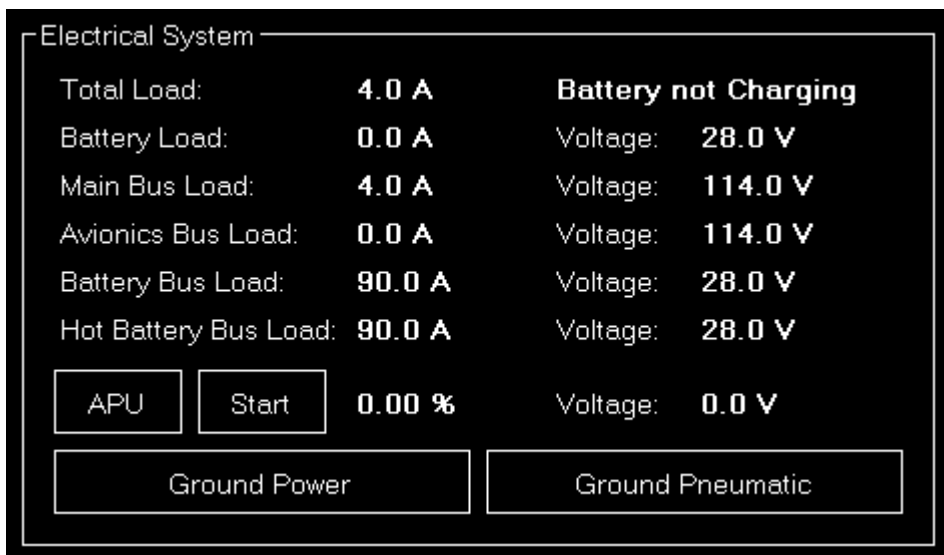 Electrical System
Total Load: 4.0 A Battery not Charging
Battery Load: 0.0 A Voltage: 28.0 V
Main Bus Load: 4.0 A Voltage: 114.0 V
Avionics Bus Load: 0.0 A Voltage: 114.0 V
Battery Bus Load: 90.0 A Voltage: 28.0 V
Hot Battery Bus Load: 90.0 A Voltage: 28.0 V
APU Start 0.00 % Voltage: 0.0 V
Ground Power Ground Pneumatic